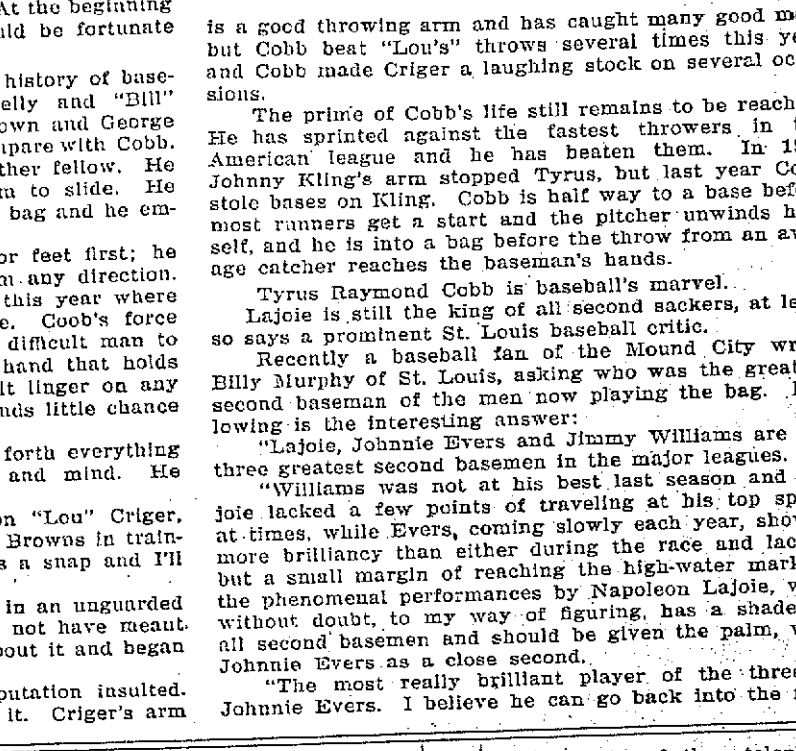 At the beginning
uld be fortunate
history of base-
elly and "Bill"
own and George
mpare with Cobb.
ther fellow. He
m to slide. He
bag and he em-
or feet first; he
m any direction.
this year where
e. Coob's force
difficult man to
hand that holds
lt linger on any
nds little chance
forth everything
and mind. He
on "Lou" Criger,
Browns in train-
s a snap and I'll
in an unguarded
not have meant
bout it and began
putation insulted.
it. Criger's arm
is a good throwing arm and has caught many good m
but Cobb beat "Lou's" throws several times this ye
and Cobb made Criger a laughing stock on several oc
sions.
The prime of Cobb's life still remains to be reach
He has sprinted against the fastest throwers in t
American league and he has beaten them. In 19
Johnny Kling's arm stopped Tyrus, but last year Co
stole bases on Kling. Cobb is half way to a base befo
most runners get a start and the pitcher unwinds h
self, and he is into a bag before the throw from an av
age catcher reaches the baseman's hands.
Tyrus Raymond Cobb is baseball's marvel.
Lajoie is still the king of all second sackers, at le
so says a prominent St. Louis baseball critic.
Recently a baseball fan of the Mound City wr
Billy Murphy of St. Louis, asking who was the great
second baseman of the men now playing the bag.
lowing is the interesting answer:
"Lajoie, Johnnie Evers and Jimmy Williams are
three greatest second basemen in the major leagues.
"Williams was not at his best last season and
joie lacked a few points of traveling at his top sp
at times, while Evers, coming slowly each year, sho
more brilliancy than either during the race and lac
but a small margin of reaching the high-water mark
the phenomenal performances by Napoleon Lajoie, w
without doubt, to my way of figuring, has a shade
all second basemen and should be given the palm, w
Johnnie Evers as a close second.
"The most really brilliant player of the three
Johnnie Evers. I believe he can go back into the